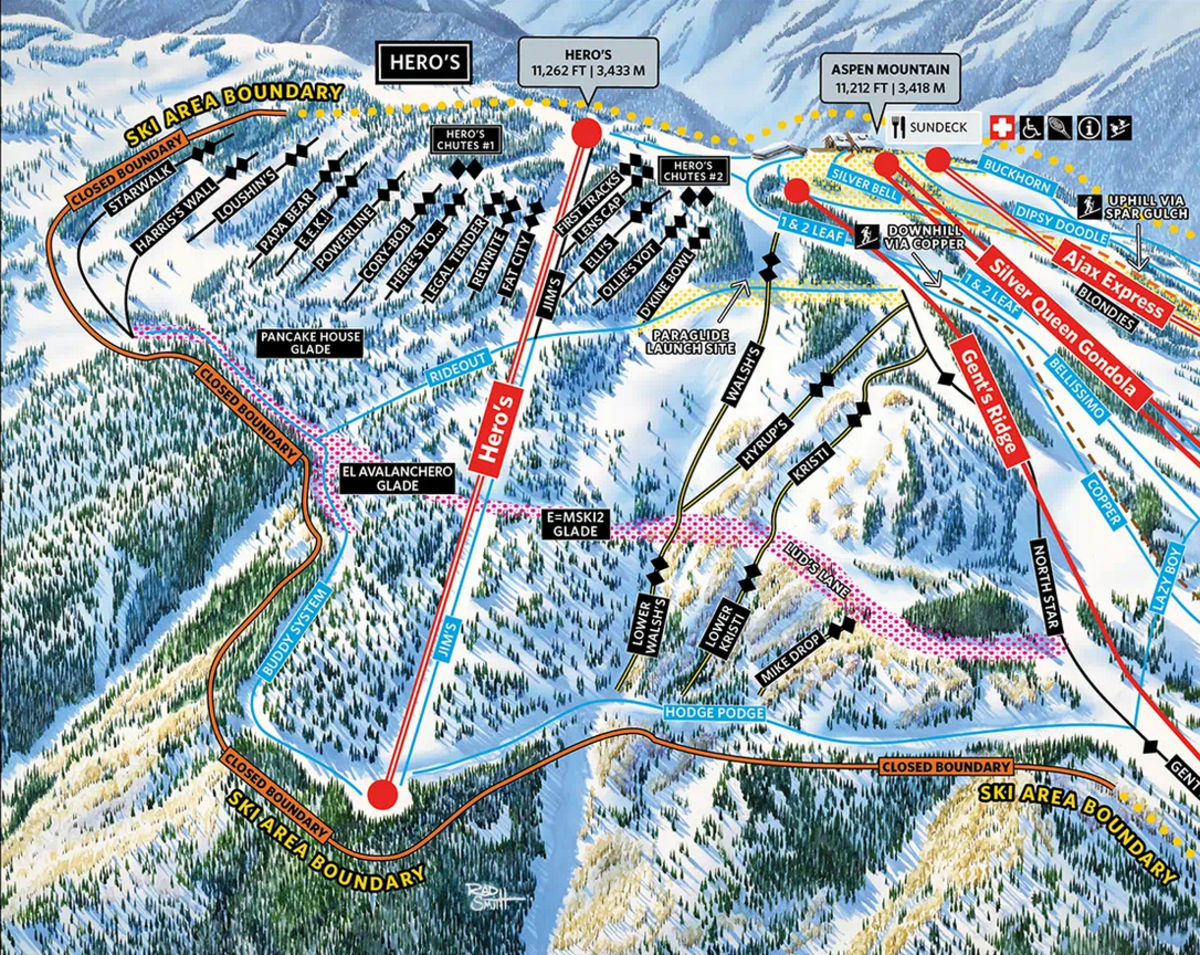 HERO'S
HERO'S
11,262 FT | 3,433 M
ASPEN MOUNTAIN
11,212 FT | 3,418 M
SUNDECK
SKI AREA BOUNDARY
CLOSED BOUNDARY
STARWALK
HARRIS'S WALL
LOUSHIN'S
PAPA BEAR
E.E.K.!
POWERLINE
CORY-BOB
HERE'S TO...
LEGAL TENDER
REWRITE
FAT CITY
HERO'S
CHUTES #1
JIM'S
FIRST TRACKS
LENS CAP
ELLI'S
OLLIE'S YOT
D'KINE BOWL
HERO'S
CHUTES #2
SILVER BELL
BUCKHORN
DIPSY DOODLE
UPHILL VIA
SPAR GULCH
1 & 2 LEAF
DOWNHILL
VIA COPPER
1 & 2 LEAF
Ajax Express
BLONDIES
Silver Queen Gondola
BELLISSIMO
COPPER
LAZY BOY
Gent's Ridge
PARAGLIDE
LAUNCH SITE
PANCAKE HOUSE
GLADE
RIDEOUT
Hero's
WALSH'S
HYRUP'S
KRISTI
CLOSED BOUNDARY
EL AVALANCHERO
GLADE
E=MSKI2
GLADE
LUD'S LANE
NORTH STAR
BUDDY SYSTEM
JIM'S
LOWER
WALSH'S
LOWER
KRISTI
MIKE DROP
HODGE PODGE
CLOSED BOUNDARY
SKI AREA BOUNDARY
CLOSED BOUNDARY
SKI AREA BOUNDARY
GENT
RAD
SMITH